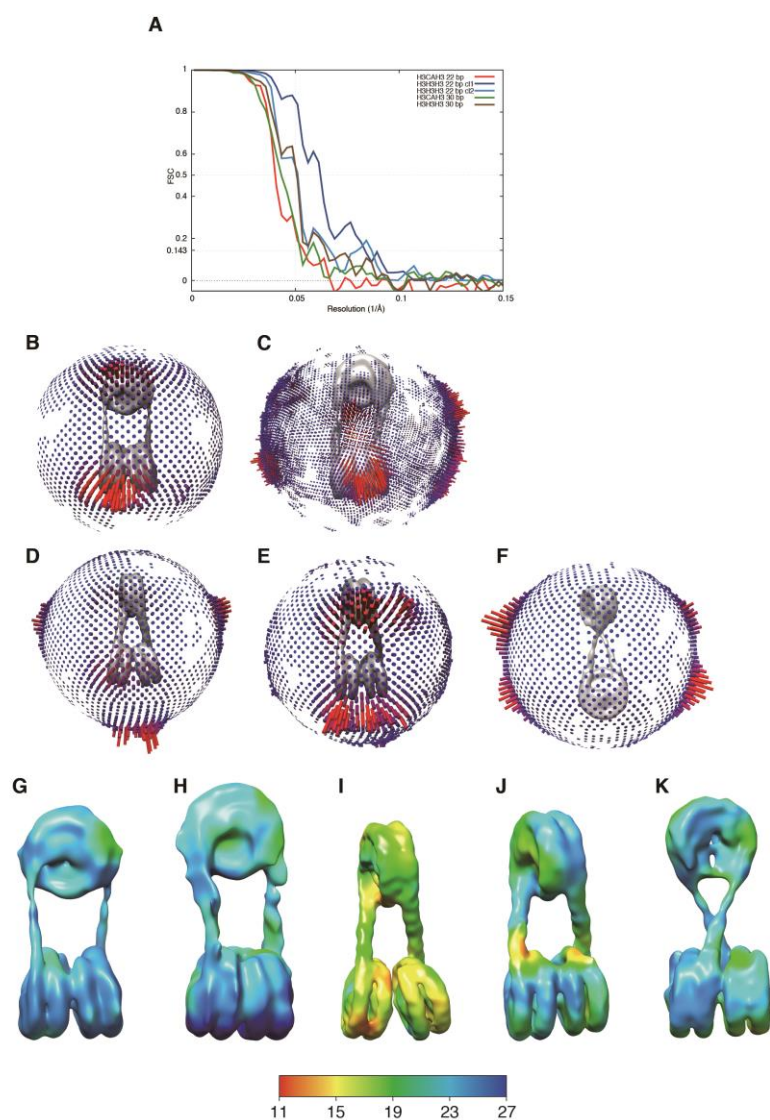 A
H3CAH3 22 bp
H3H3H3 22 bp cl1
H3H3H3 22 bp cl2
H3CAH3 30 bp
H3H3H3 30 bp
1
0.8
0.6
0.5
0.4
0.2
0.143
0
FSC
0 0.05 0.1 0.15
Resolution (1/Å)
B C
D E F
G H I J K
11 15 19 23 27